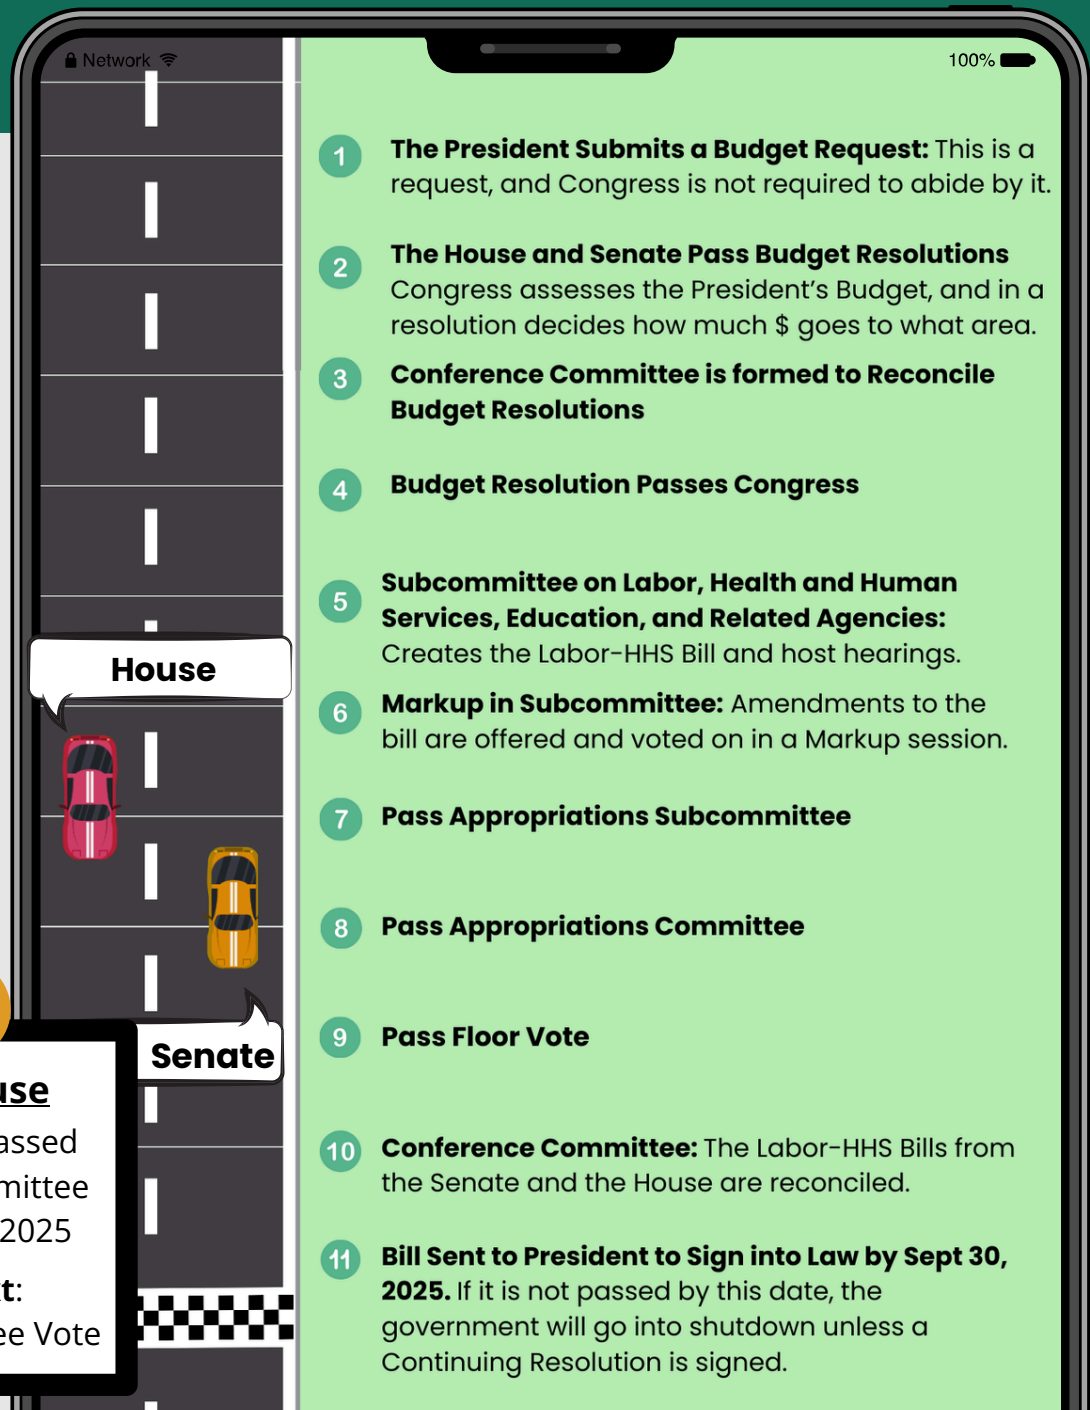 Network
100%
1
The President Submits a Budget Request: This is a
request, and Congress is not required to abide by it.
2
The House and Senate Pass Budget Resolutions
Congress assesses the President's Budget, and in a
resolution decides how much $ goes to what area.
3
Conference Committee is formed to Reconcile
Budget Resolutions
4
Budget Resolution Passes Congress
5
Subcommittee on Labor, Health and Human
Services, Education, and Related Agencies:
Creates the Labor-HHS Bill and host hearings.
House
6
Markup in Subcommittee: Amendments to the
bill are offered and voted on in a Markup session.
7
Pass Appropriations Subcommittee
8
Pass Appropriations Committee
9
Pass Floor Vote
Senate
10
Conference Committee: The Labor-HHS Bills from
the Senate and the House are reconciled.
11
Bill Sent to President to Sign into Law by Sept 30,
2025. If it is not passed by this date, the
government will go into shutdown unless a
Continuing Resolution is signed.
2025
Vote